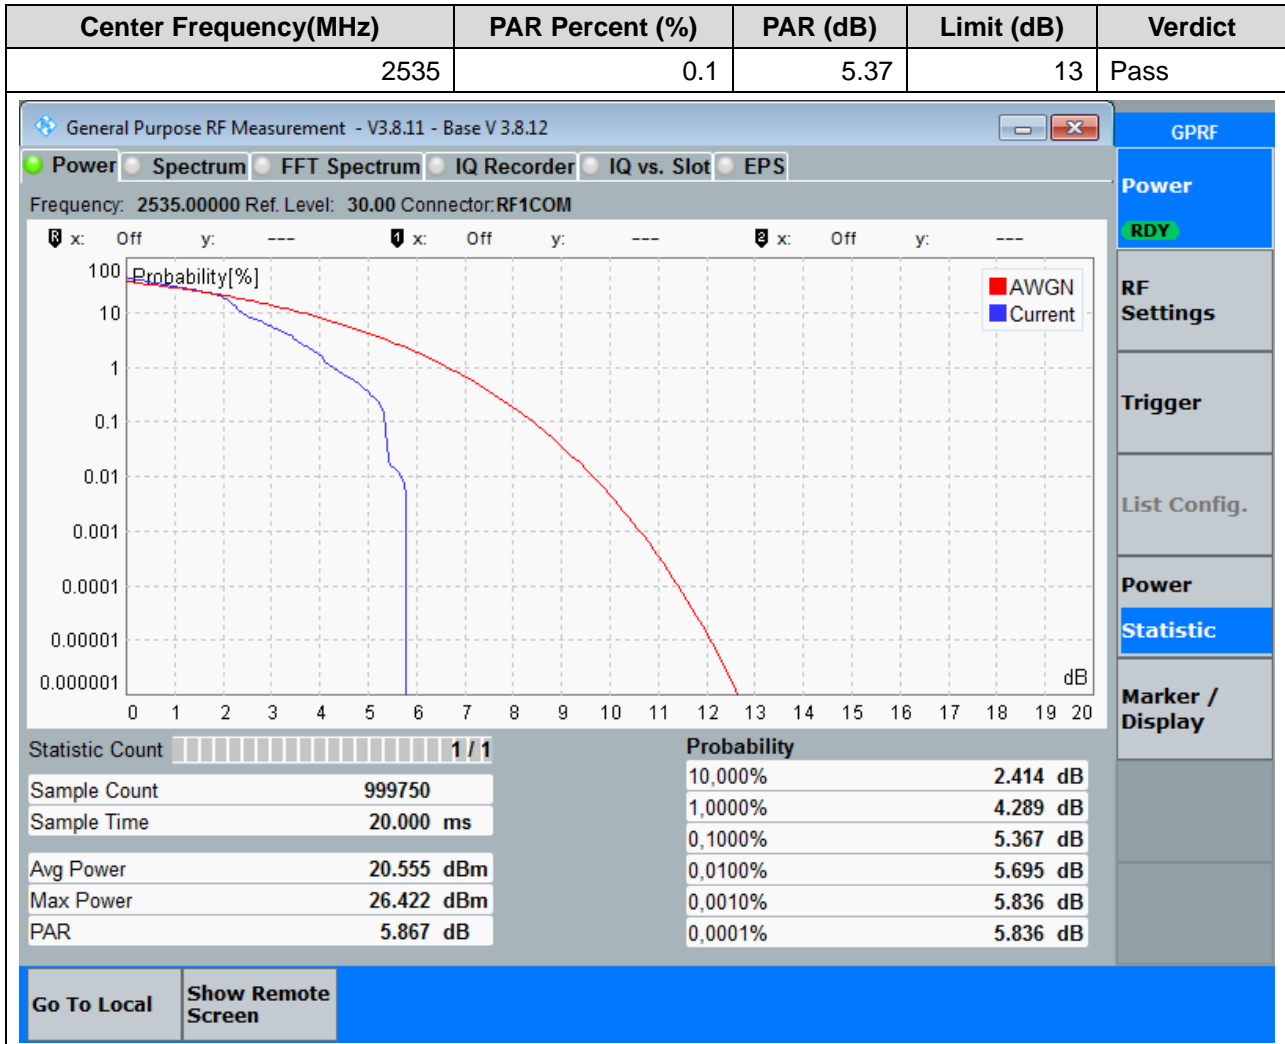 Center Frequency(MHz) PAR Percent (%) PAR (dB) Limit (dB) Verdict
2535 0.1 5.37 13 Pass
General Purpose RF Measurement - V3.8.11 - Base V 3.8.12
GPRF
Power Spectrum FFT Spectrum IQ Recorder IQ vs. Slot EPS
Power
RDY
Frequency: 2535.00000 Ref. Level: 30.00 Connector:RF1COM
R x: Off y: --- 1 x: Off y: --- 2 x: Off y: ---
Probability[%]
AWGN
Current
100
10
1
0.1
0.01
0.001
0.0001
0.00001
0.000001
dB
0 1 2 3 4 5 6 7 8 9 10 11 12 13 14 15 16 17 18 19 20
RF
Settings
Trigger
List Config.
Power
Statistic
Marker /
Display
Statistic Count 1 / 1
Sample Count 999750
Sample Time 20.000 ms
Avg Power 20.555 dBm
Max Power 26.422 dBm
PAR 5.867 dB
Probability
10,000% 2.414 dB
1,0000% 4.289 dB
0,1000% 5.367 dB
0,0100% 5.695 dB
0,0010% 5.836 dB
0,0001% 5.836 dB
Go To Local
Show Remote
Screen